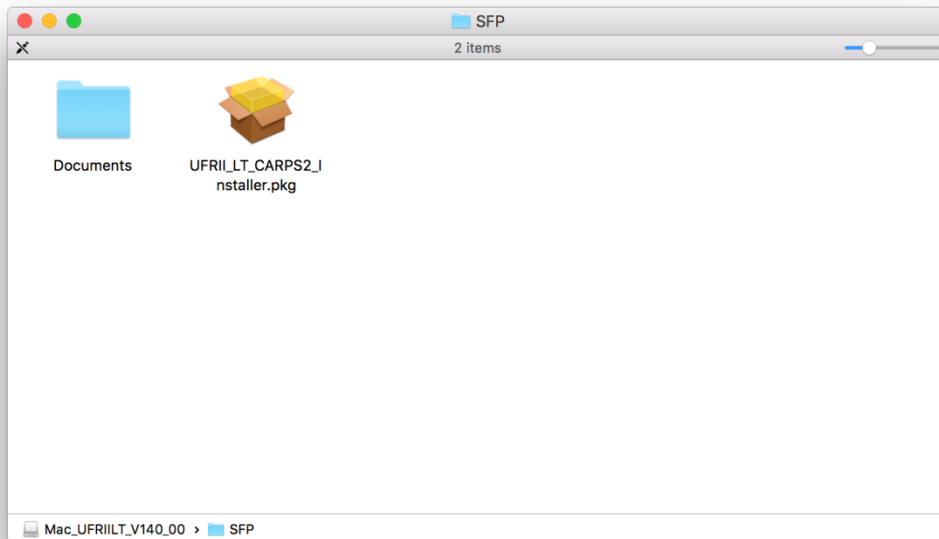 SFP
2 items
Documents
UFRII_LT_CARPS2_I
nstaller.pkg
Mac_UFRIILT_V140_00 › SFP